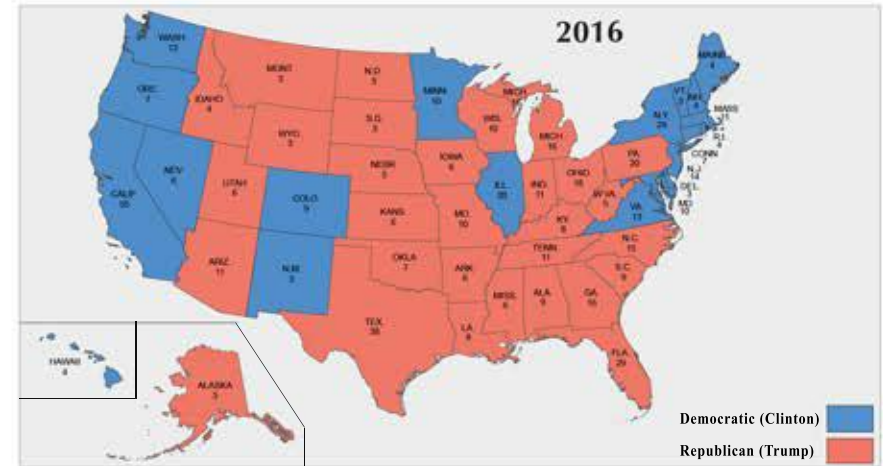 2016
WASH
12
ORE.
7
CALIF
55
NEV
6
IDAHO
4
MONT
3
WYO.
3
UTAH
6
ARIZ.
11
COLO.
9
N.M.
N.D.
3
S.D.
3
NEBR
5
KANS.
6
OKLA
7
TEX.
38
MINN
10
IOWA
6
MO.
10
ARK
6
LA
8
WIS.
10
ILL.
20
MICH
MICH
16
IND.
11
OHIO
18
KY.
8
TENN.
11
MISS.
6
ALA.
9
GA.
16
FLA.
29
S.C.
9
N.C.
15
VA.
13
W.VA.
5
PA.
20
N.Y.
29
VT.
3
N.H.
4
MAINE
4
MASS
11
R.I.
4
CONN
7
N.J.
14
DEL.
3
MD.
10
HAWAII
4
ALASKA
3
Democratic (Clinton)
Republican (Trump)